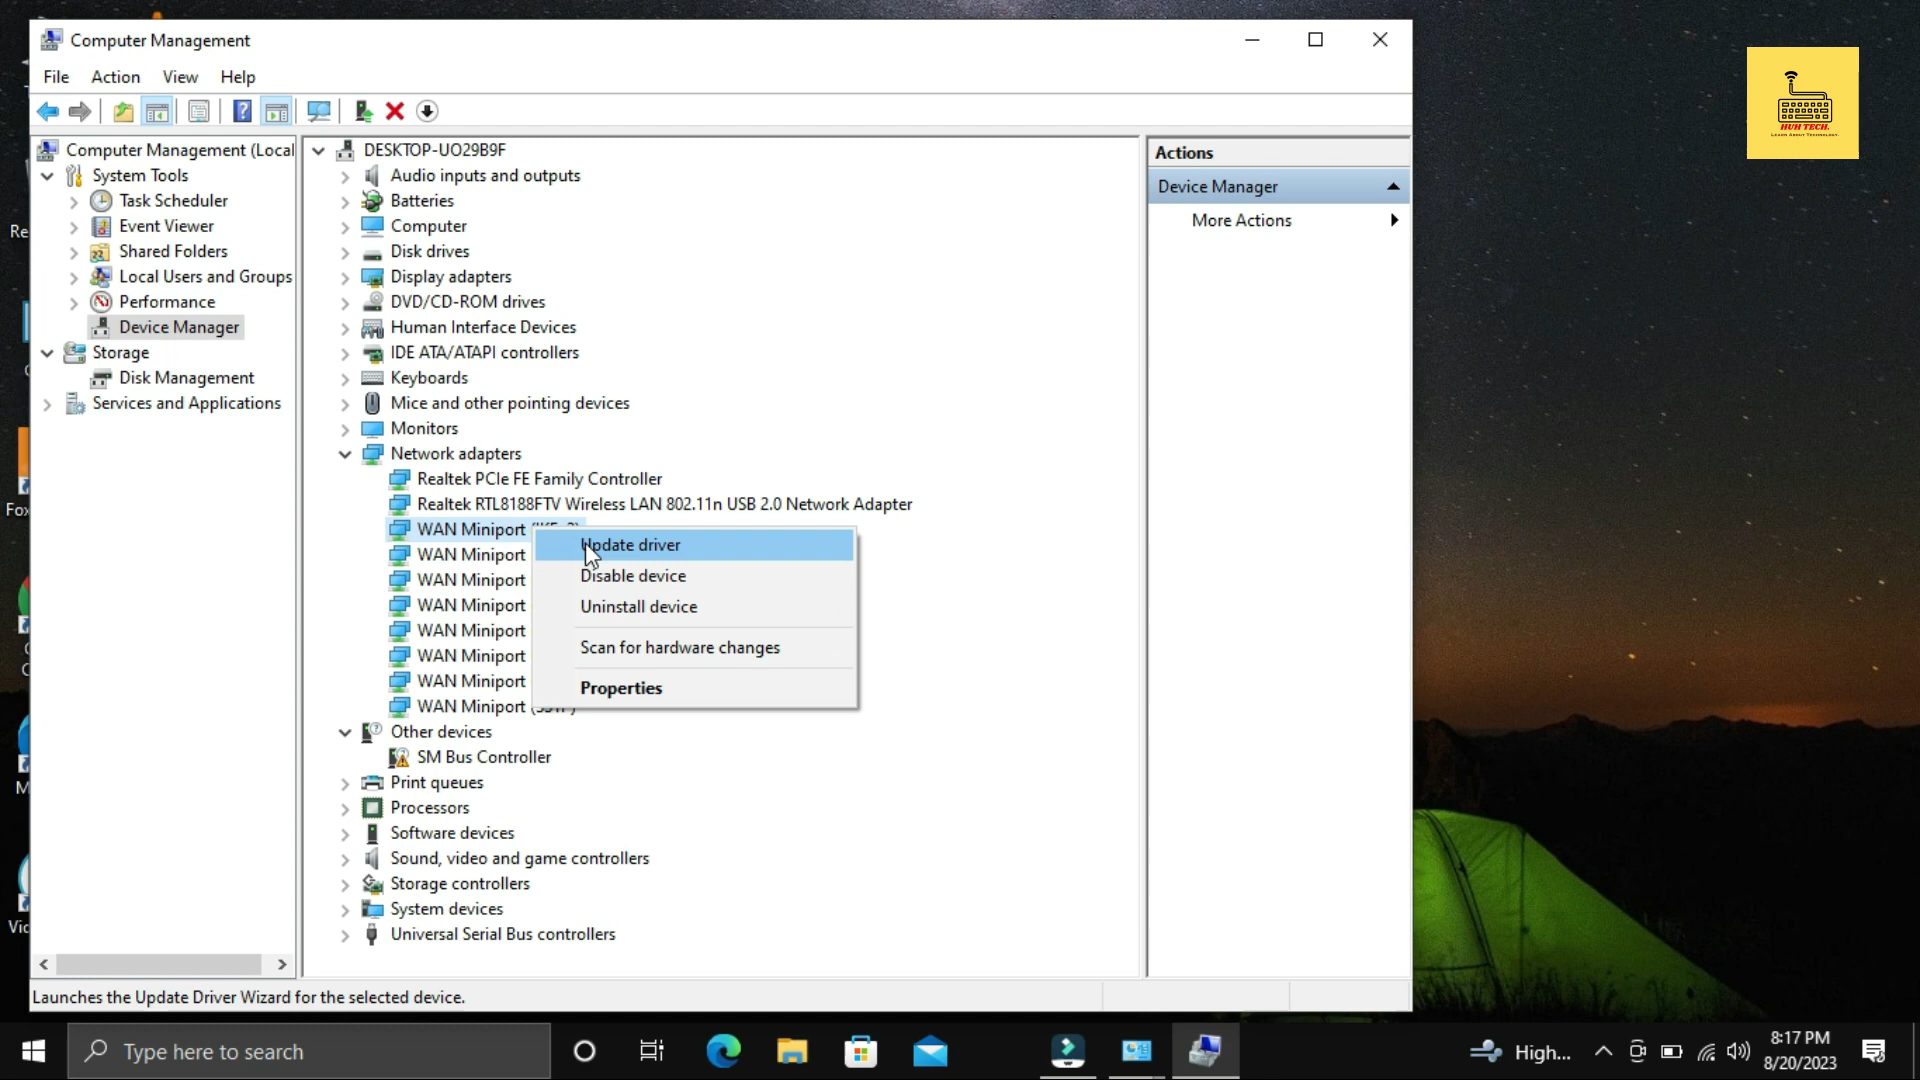 Computer Management
File Action View Help
Computer Management (Local
System Tools
Task Scheduler
Event Viewer
Shared Folders
Local Users and Groups
Performance
Device Manager
Storage
Disk Management
Services and Applications
DESKTOP-UO29B9F
Audio inputs and outputs
Batteries
Computer
Disk drives
Display adapters
DVD/CD-ROM drives
Human Interface Devices
IDE ATA/ATAPI controllers
Keyboards
Mice and other pointing devices
Monitors
Network adapters
Realtek PCIe FE Family Controller
Realtek RTL8188FTV Wireless LAN 802.11n USB 2.0 Network Adapter
WAN Miniport
WAN Miniport
WAN Miniport
WAN Miniport
WAN Miniport
WAN Miniport
WAN Miniport
WAN Miniport
Update driver
Disable device
Uninstall device
Scan for hardware changes
Properties
Other devices
SM Bus Controller
Print queues
Processors
Software devices
Sound, video and game controllers
Storage controllers
System devices
Universal Serial Bus controllers
Actions
Device Manager
More Actions
Launches the Update Driver Wizard for the selected device.
HUH TECH.
LEARN ABOUT TECHNOLOGY.
Re
Fox
C
M
Vic
Type here to search
High...
8:17 PM
8/20/2023